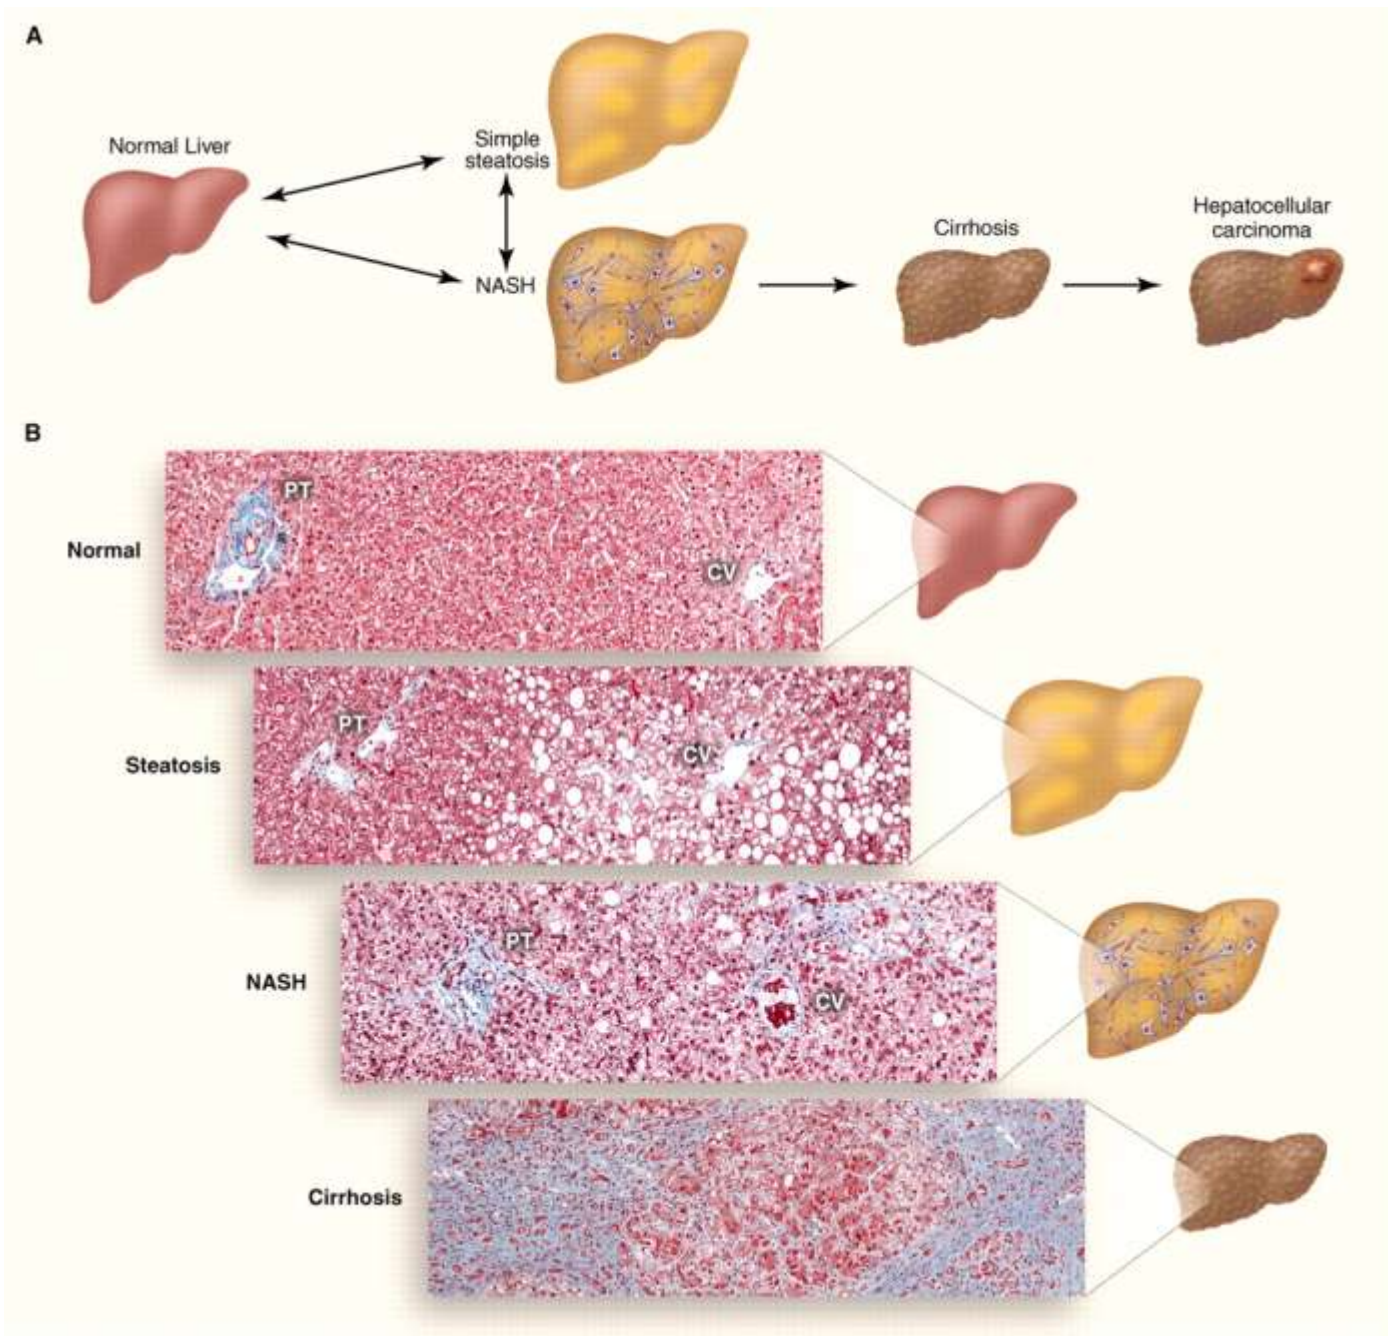 A
Normal Liver
Simple
steatosis
NASH
Cirrhosis
Hepatocellular
carcinoma
B
Normal
PT
CV
Steatosis
PT
CV
NASH
PT
CV
Cirrhosis